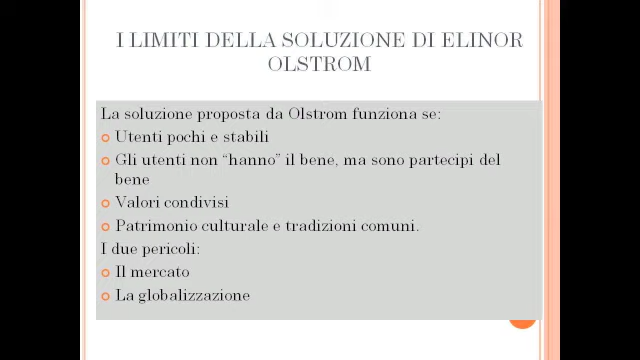 I LIMITI DELLA SOLUZIONE DI ELINOR
OLSTROM
La soluzione proposta da Olstrom funziona se:
Utenti pochi e stabili
Gli utenti non “hanno” il bene, ma sono partecipi del
bene
Valori condivisi
Patrimonio culturale e tradizioni comuni.
I due pericoli:
Il mercato
La globalizzazione